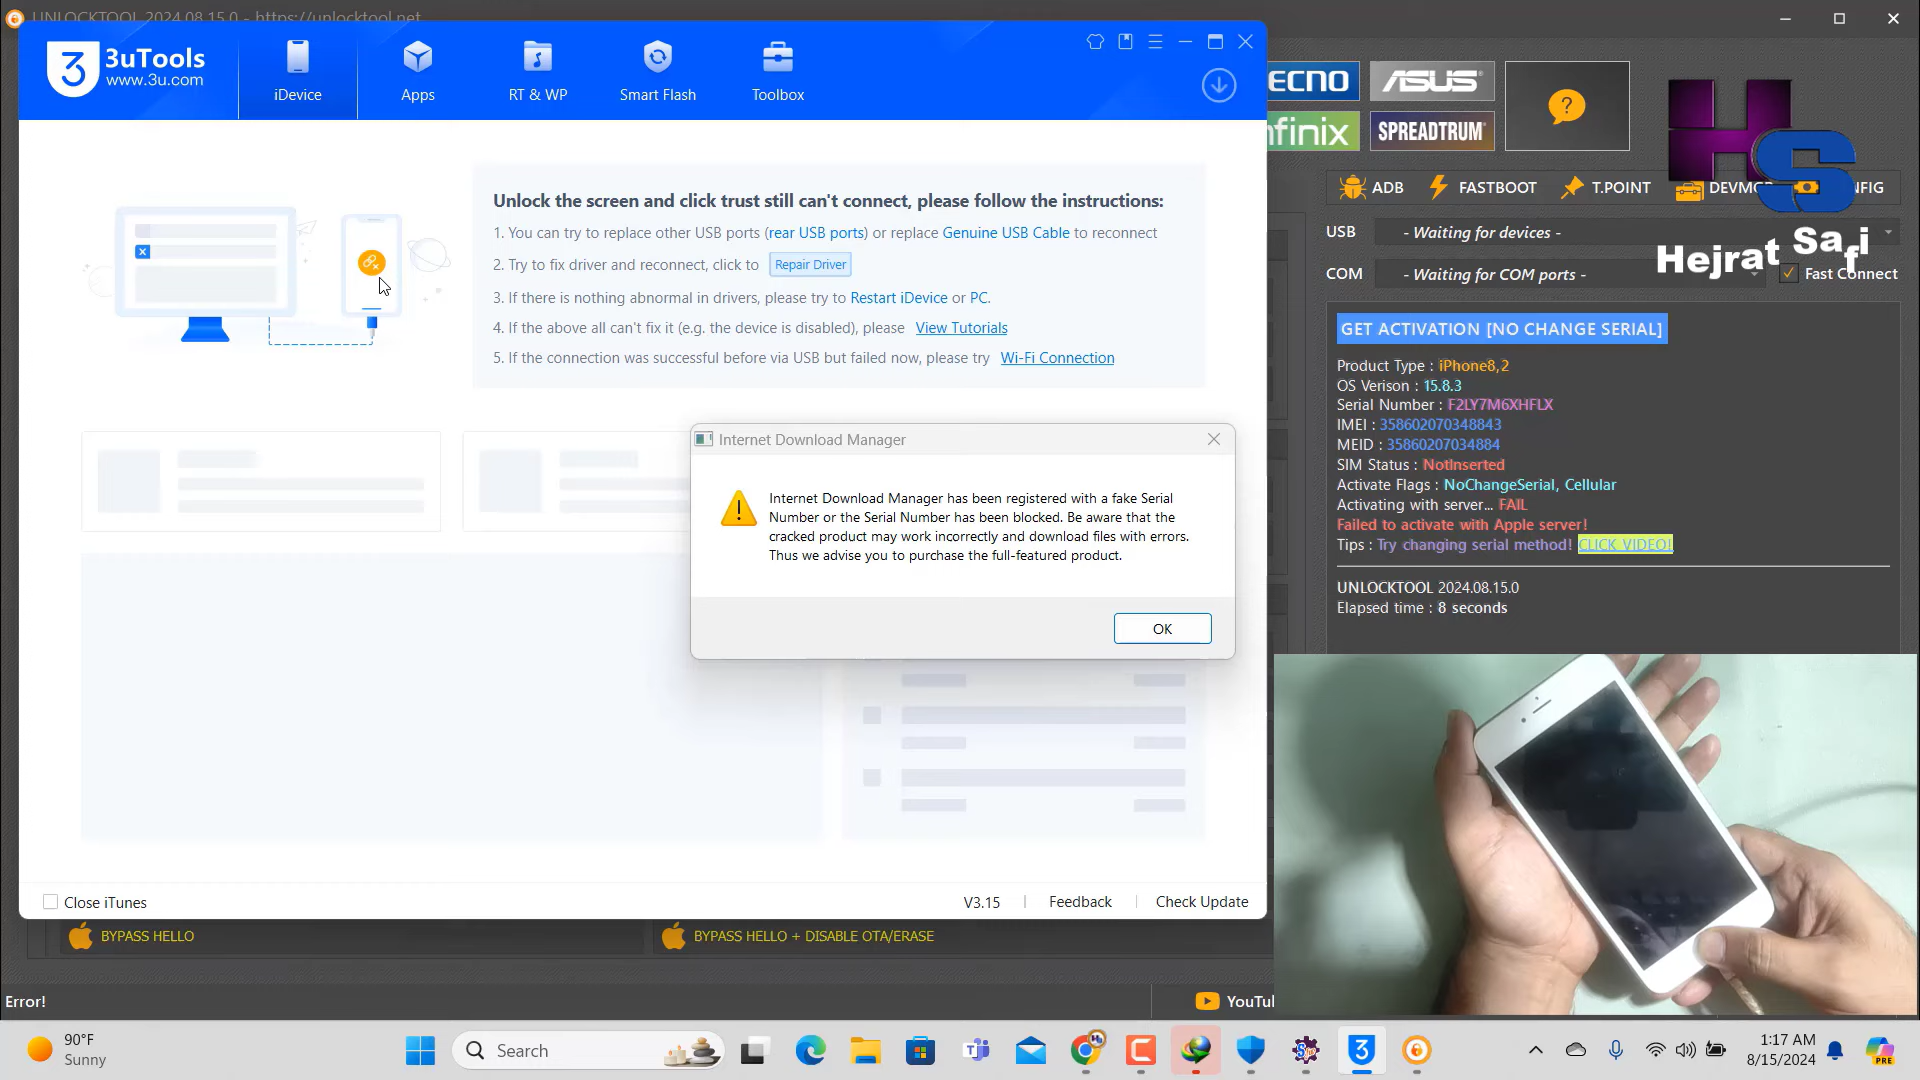 UNLOCKTOOL 2024.08.15.0 - https://unlocktool.net
3 3uTools
www.3u.com
iDevice
Apps
RT & WP
Smart Flash
Toolbox
ECNO
ASUS
nfinix
SPREADTRUM
?
HS
Hejrat Safi
Unlock the screen and click trust still can't connect, please follow the instructions:
1. You can try to replace other USB ports (rear USB ports) or replace Genuine USB Cable to reconnect
2. Try to fix driver and reconnect, click to Repair Driver
3. If there is nothing abnormal in drivers, please try to Restart iDevice or PC.
4. If the above all can't fix it (e.g. the device is disabled), please View Tutorials
5. If the connection was successful before via USB but failed now, please try Wi-Fi Connection
ADB
FASTBOOT
T.POINT
USB
- Waiting for devices -
COM
- Waiting for COM ports -
Fast Connect
GET ACTIVATION [NO CHANGE SERIAL]
Product Type : iPhone8,2
OS Verison : 15.8.3
Serial Number : F2LY7M6XHFLX
IMEI : 358602070348843
MEID : 35860207034884
SIM Status : NotInserted
Activate Flags : NoChangeSerial, Cellular
Activating with server... FAIL
Failed to activate with Apple server!
Tips : Try changing serial method! CLICK VIDEO!
UNLOCKTOOL 2024.08.15.0
Elapsed time : 8 seconds
Internet Download Manager
Internet Download Manager has been registered with a fake Serial
Number or the Serial Number has been blocked. Be aware that the
cracked product may work incorrectly and download files with errors.
Thus we advise you to purchase the full-featured product.
OK
Close iTunes
V3.15
Feedback
Check Update
BYPASS HELLO
BYPASS HELLO + DISABLE OTA/ERASE
Error!
YouTu
90°F
Sunny
Search
1:17 AM
8/15/2024
PRE